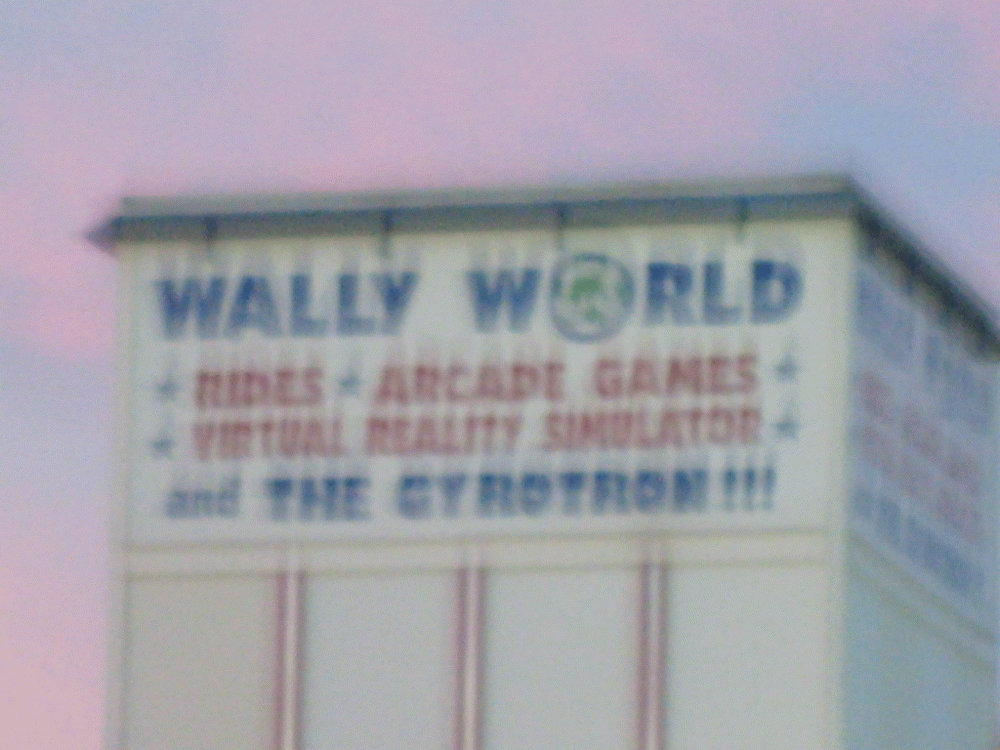 WALLY WORLD
RIDES ★ ARCADE GAMES
VIRTUAL REALITY SIMULATOR
and THE GYROTRON!!!